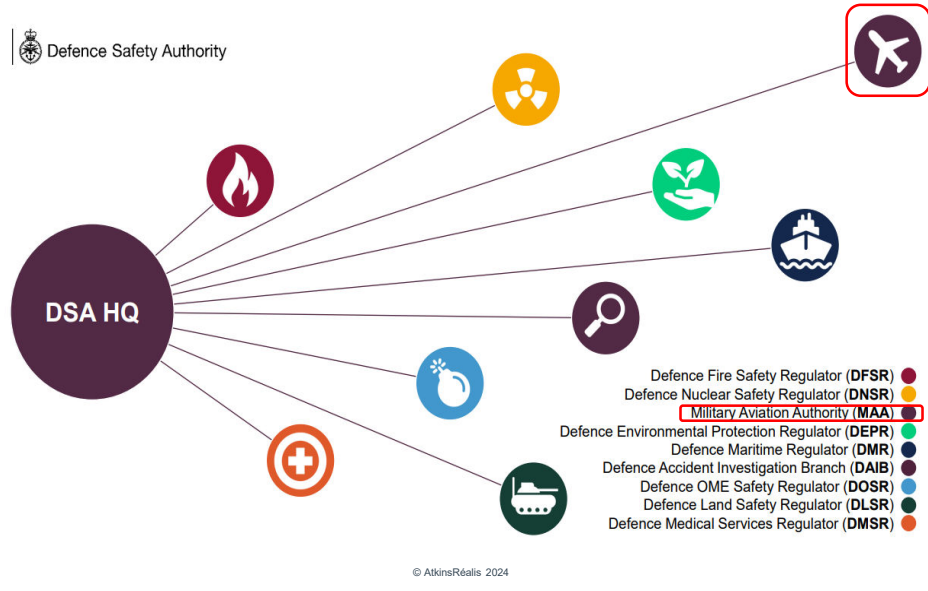 Defence Safety Authority
DSA HQ
Defence Fire Safety Regulator (DFSR)
Defence Nuclear Safety Regulator (DNSR)
Military Aviation Authority (MAA)
Defence Environmental Protection Regulator (DEPR)
Defence Maritime Regulator (DMR)
Defence Accident Investigation Branch (DAIB)
Defence OME Safety Regulator (DOSR)
Defence Land Safety Regulator (DLSR)
Defence Medical Services Regulator (DMSR)
© AtkinsRéalis 2024